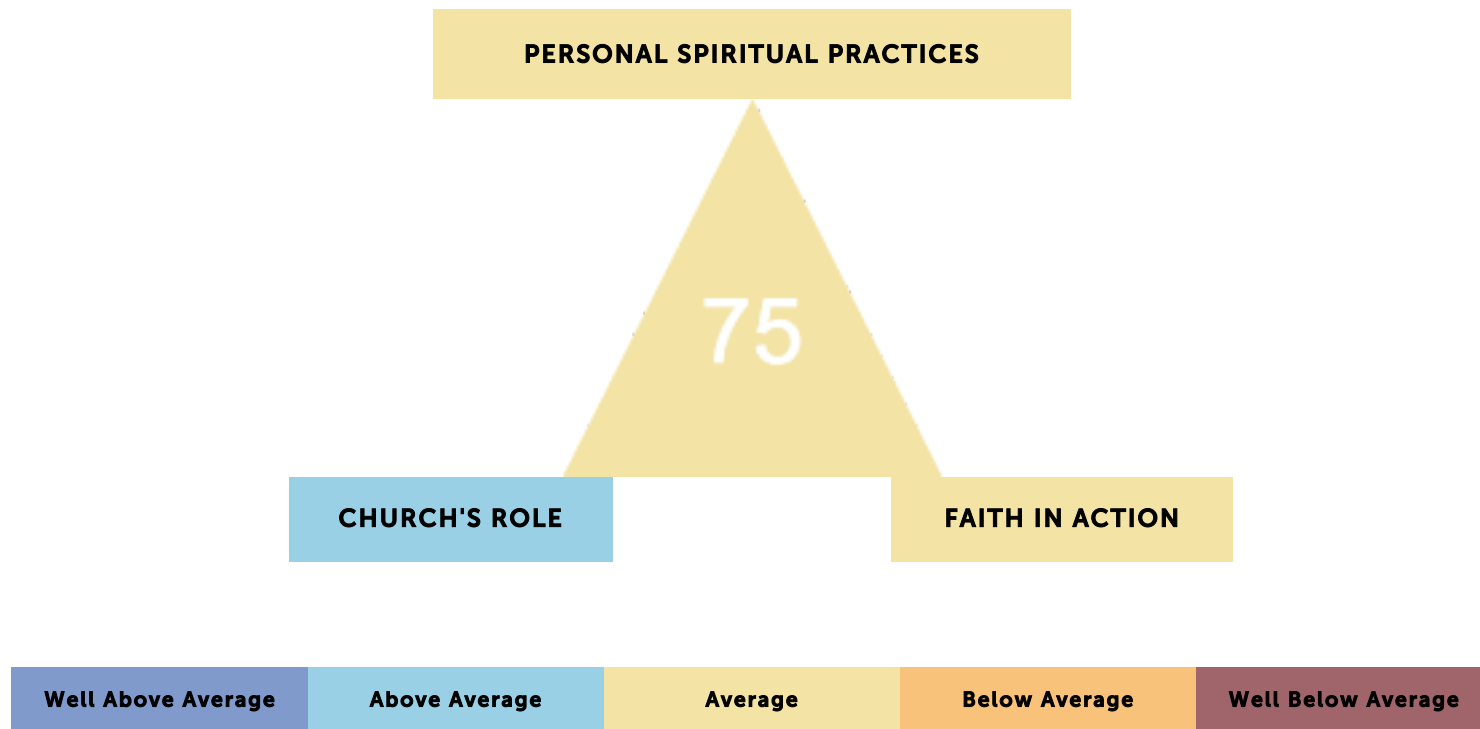 PERSONAL SPIRITUAL PRACTICES
75
CHURCH'S ROLE
FAITH IN ACTION
Well Above Average
Above Average
Average
Below Average
Well Below Average